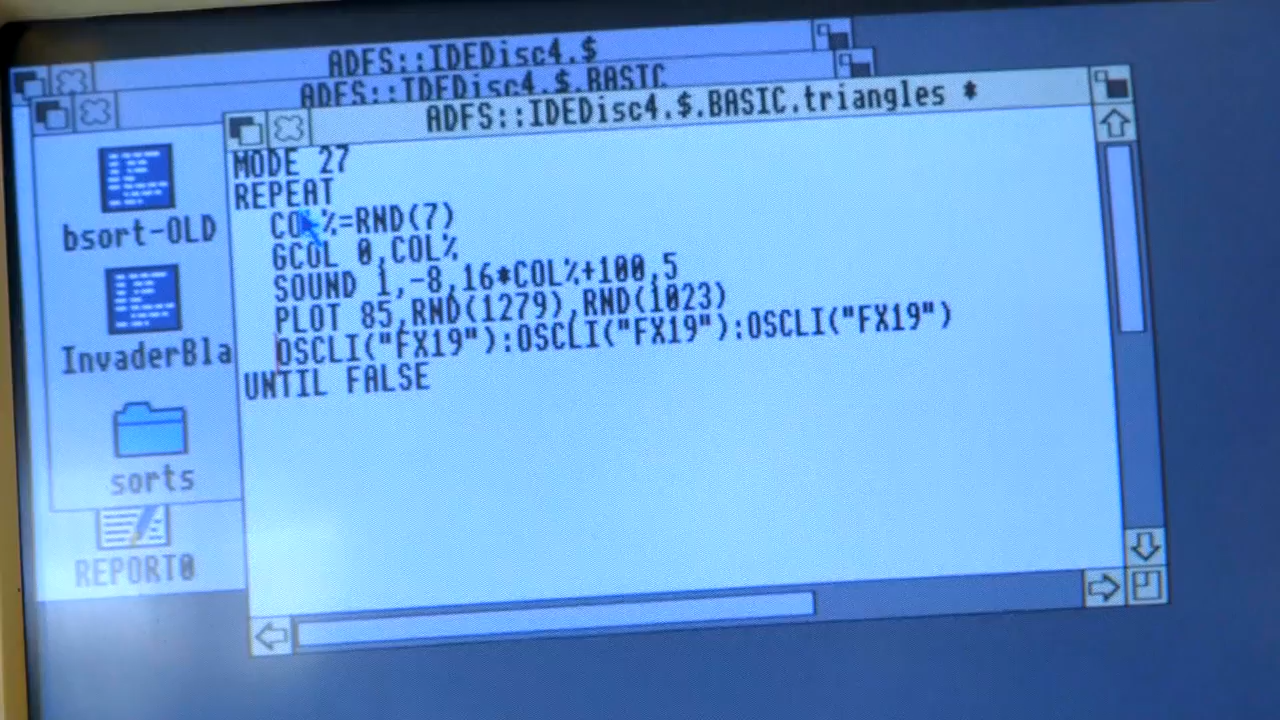 ADFS::IDEDisc4.$
ADFS::IDEDisc4.$.BASIC
ADFS::IDEDisc4.$.BASIC.triangles *
bsort-OLD
InvaderBla
sorts
REPORT0
MODE 27
REPEAT
CO %=RND(7)
GCOL 0,COL%
SOUND 1,-8,16*COL%+100,5
PLOT 85,RND(1279),RND(1023)
OSCLI("FX19"):OSCLI("FX19"):OSCLI("FX19")
UNTIL FALSE